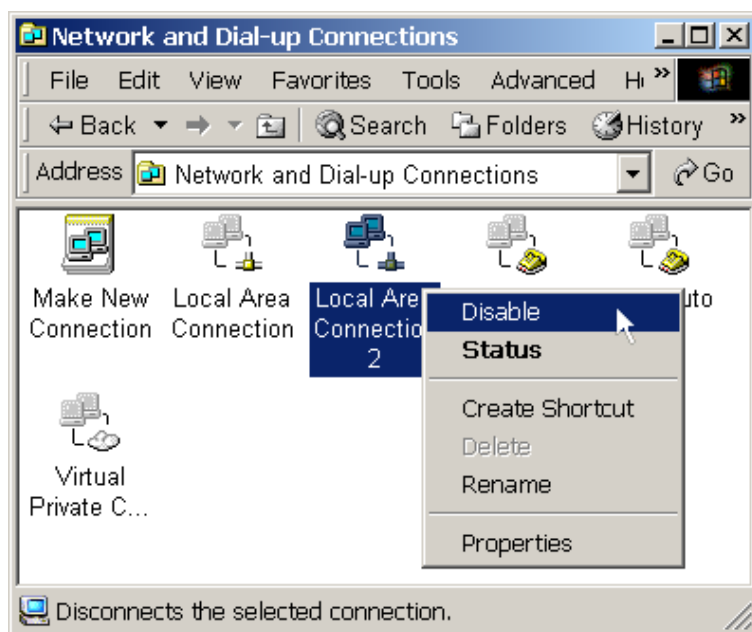 Network and Dial-up Connections
File Edit View Favorites Tools Advanced »
Back Search Folders History »
Address Network and Dial-up Connections Go
Make New
Connection
Local Area
Connection
Local Are
Connectio
2
Disable
Status
Create Shortcut
Delete
Rename
Properties
Virtual
Private C...
Disconnects the selected connection.